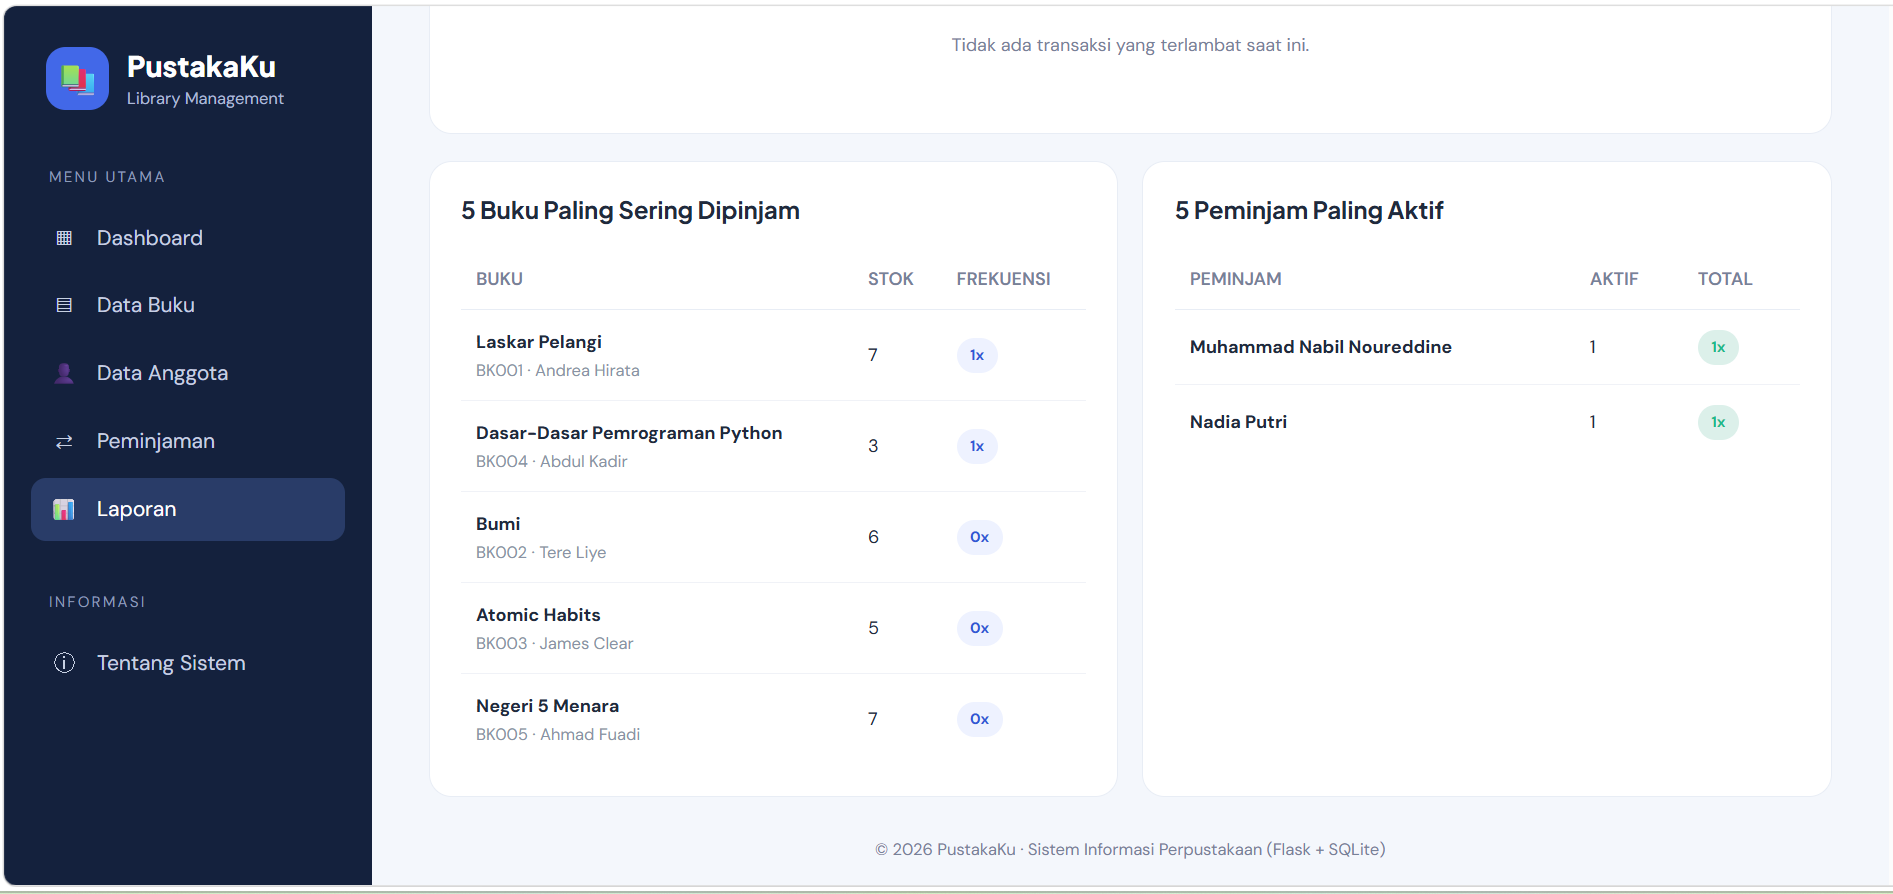 PustakaKu
Library Management
MENU UTAMA
Dashboard
Data Buku
Data Anggota
Peminjaman
Laporan
INFORMASI
Tentang Sistem
Tidak ada transaksi yang terlambat saat ini.
5 Buku Paling Sering Dipinjam
BUKU STOK FREKUENSI
Laskar Pelangi
BK001 · Andrea Hirata
7 1x
Dasar-Dasar Pemrograman Python
BK004 · Abdul Kadir
3 1x
Bumi
BK002 · Tere Liye
6 0x
Atomic Habits
BK003 · James Clear
5 0x
Negeri 5 Menara
BK005 · Ahmad Fuadi
7 0x
5 Peminjam Paling Aktif
PEMINJAM AKTIF TOTAL
Muhammad Nabil Noureddine 1 1x
Nadia Putri 1 1x
© 2026 PustakaKu · Sistem Informasi Perpustakaan (Flask + SQLite)